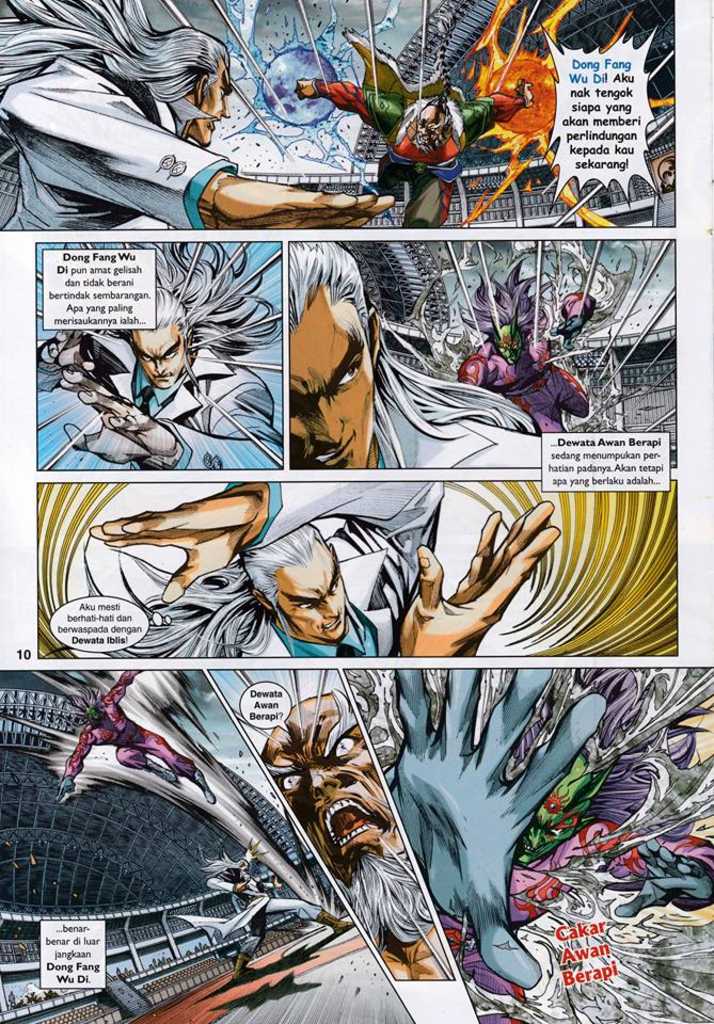 Dong Fang
Wu Di! Aku
nak tengok
siapa yang
akan memberi
perlindungan
kepada kau
sekarang!
Dong Fang Wu
Di pun amat gelisah
dan tidak berani
bertindak sembarangan.
Apa yang paling
merisaukannya ialah...
...Dewata Awan Berapi
sedang menumpukan per-
hatian padanya. Akan tetapi
apa yang berlaku adalah...
Aku mesti
berhati-hati dan
berwaspada dengan
Dewata Iblis!
10
Dewata
Awan
Berapi?
...benar-
benar di luar
jangkaan
Dong Fang
Wu Di.
Cakar
Awan
Berapi